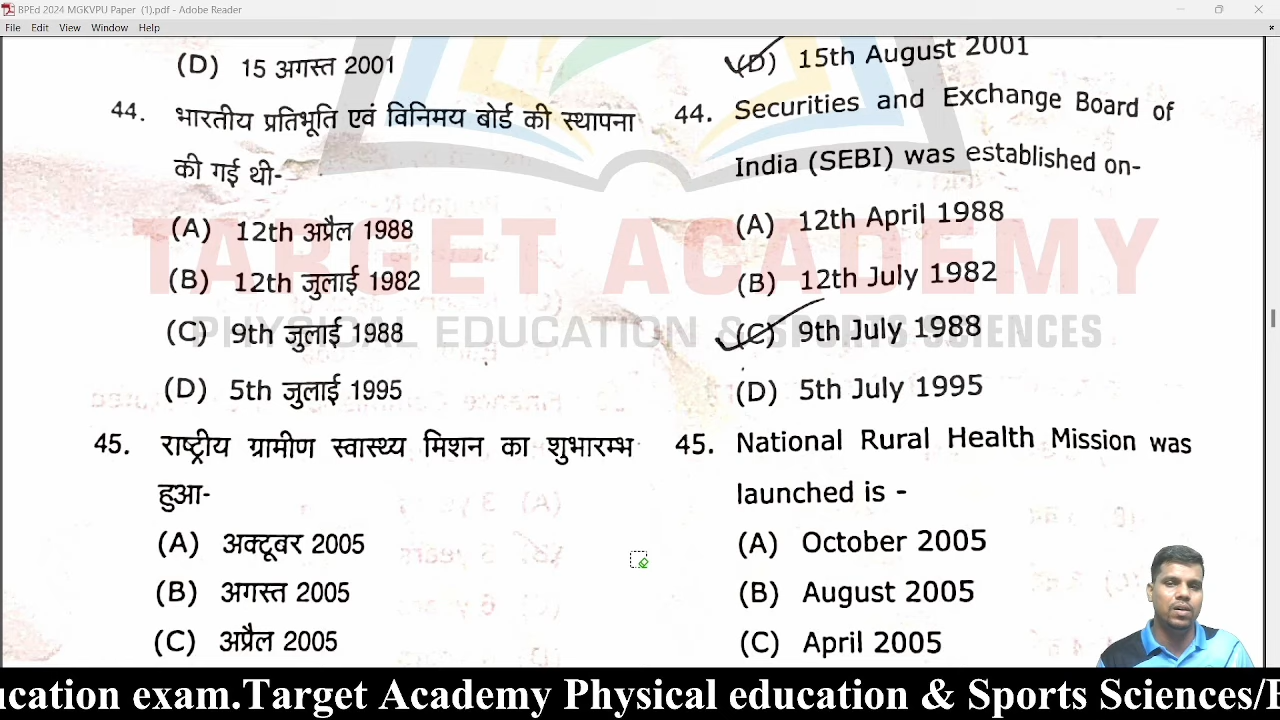 BPEd 2024 MGKVPU Paper (1).pdf - Adobe Reader
File Edit View Window Help
(D) 15 अगस्त 2001
44. भारतीय प्रतिभूति एवं विनिमय बोर्ड की स्थापना
की गई थी-
(A) 12th अप्रैल 1988
(B) 12th जुलाई 1982
(C) 9th जुलाई 1988
(D) 5th जुलाई 1995
45. राष्ट्रीय ग्रामीण स्वास्थ्य मिशन का शुभारम्भ
हुआ-
(A) अक्टूबर 2005
(B) अगस्त 2005
(C) अप्रैल 2005
(D) 15th August 2001
44. Securities and Exchange Board of
India (SEBI) was established on-
(A) 12th April 1988
(B) 12th July 1982
(C) 9th July 1988
(D) 5th July 1995
45. National Rural Health Mission was
launched is -
(A) October 2005
(B) August 2005
(C) April 2005
TARGET ACADEMY
PHYSICAL EDUCATION & SPORTS SCIENCES
ucation exam.Target Academy Physical education & Sports Sciences/